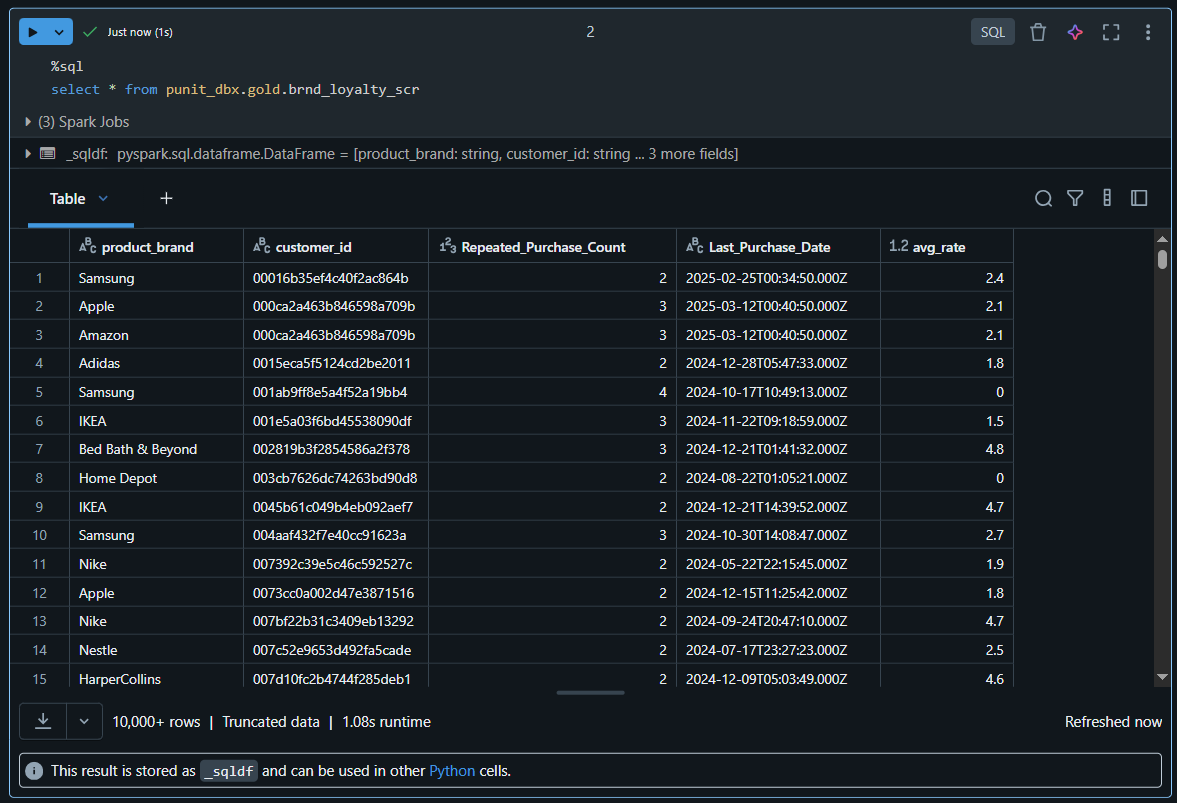 Just now (1s)
2
SQL
%sql
select * from punit_dbx.gold.brnd_loyalty_scr
(3) Spark Jobs
_sqldf: pyspark.sql.dataframe.DataFrame = [product_brand: string, customer_id: string ... 3 more fields]
Table
+
ABC product_brand ABC customer_id 123 Repeated_Purchase_Count ABC Last_Purchase_Date 1.2 avg_rate
1 Samsung 00016b35ef4c40f2ac864b 2 2025-02-25T00:34:50.000Z 2.4
2 Apple 000ca2a463b846598a709b 3 2025-03-12T00:40:50.000Z 2.1
3 Amazon 000ca2a463b846598a709b 3 2025-03-12T00:40:50.000Z 2.1
4 Adidas 0015eca5f5124cd2be2011 2 2024-12-28T05:47:33.000Z 1.8
5 Samsung 001ab9ff8e5a4f52a19bb4 4 2024-10-17T10:49:13.000Z 0
6 IKEA 001e5a03f6bd45538090df 3 2024-11-22T09:18:59.000Z 1.5
7 Bed Bath & Beyond 002819b3f2854586a2f378 3 2024-12-21T01:41:32.000Z 4.8
8 Home Depot 003cb7626dc74263bd90d8 2 2024-08-22T01:05:21.000Z 0
9 IKEA 0045b61c049b4eb092aef7 2 2024-12-21T14:39:52.000Z 4.7
10 Samsung 004aaf432f7e40cc91623a 3 2024-10-30T14:08:47.000Z 2.7
11 Nike 007392c39e5c46c592527c 2 2024-05-22T22:15:45.000Z 1.9
12 Apple 0073cc0a002d47e3871516 2 2024-12-15T11:25:42.000Z 1.8
13 Nike 007bf22b31c3409eb13292 2 2024-09-24T20:47:10.000Z 4.7
14 Nestle 007c52e9653d492fa5cade 2 2024-07-17T23:27:23.000Z 2.5
15 HarperCollins 007d10fc2b4744f285deb1 2 2024-12-09T05:03:49.000Z 4.6
10,000+ rows | Truncated data | 1.08s runtime
Refreshed now
This result is stored as _sqldf and can be used in other Python cells.